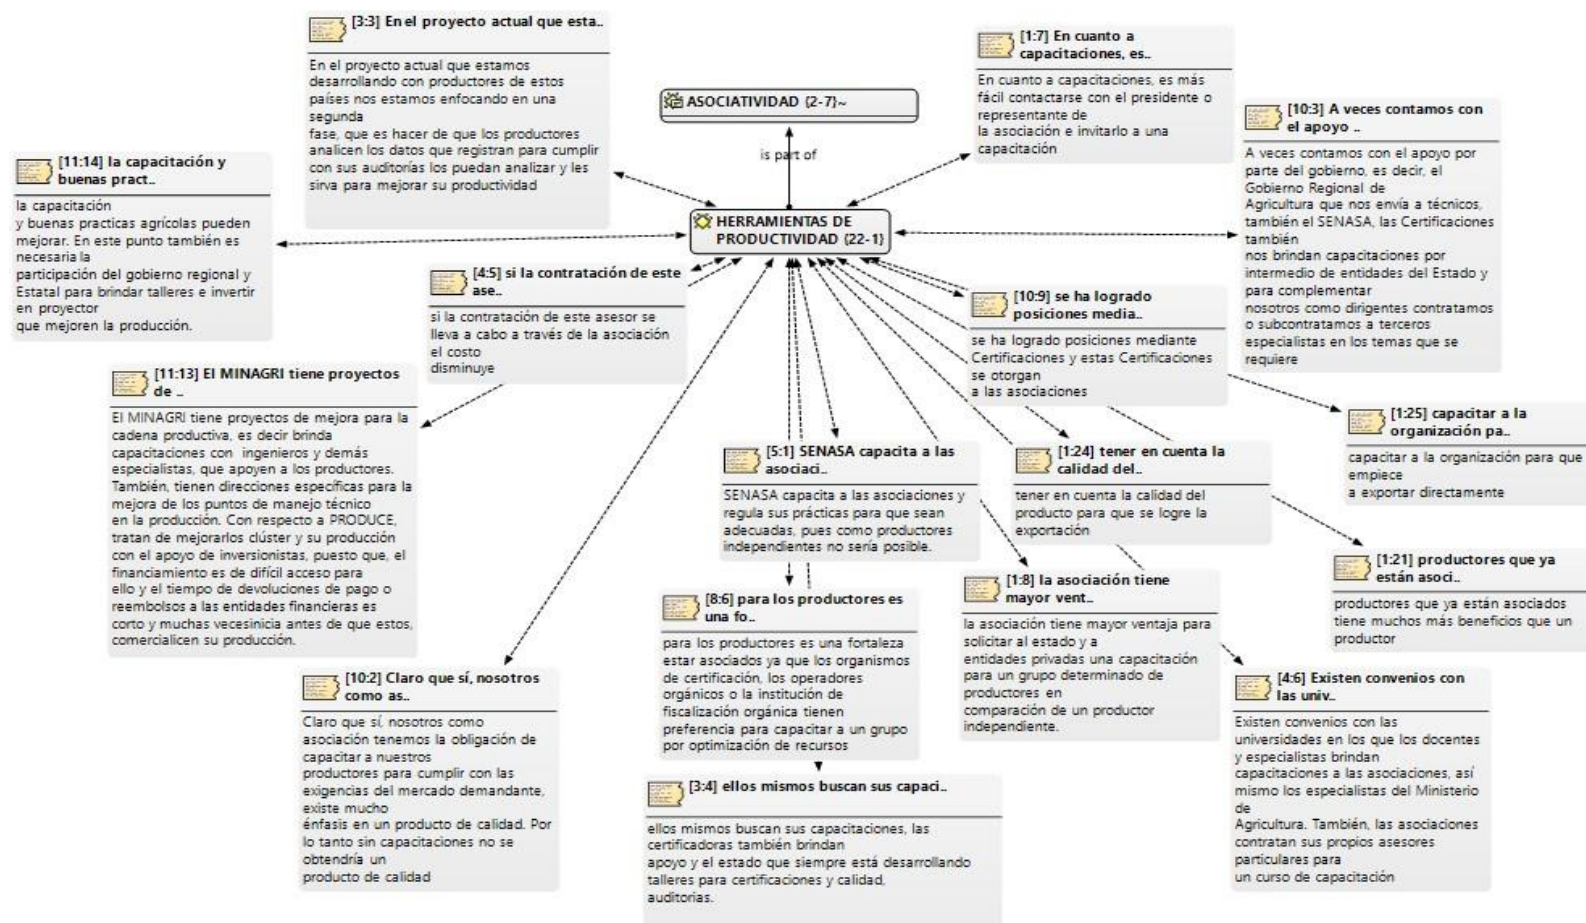 [3:3] En el proyecto actual que esta..
En el proyecto actual que estamos
desarrollando con productores de estos
países nos estamos enfocando en una
segunda
fase, que es hacer de que los productores
analicen los datos que registran para cumplir
con sus auditorías los puedan analizar y les
sirva para mejorar su productividad
[1:7] En cuanto a
capacitaciones, es..
En cuanto a capacitaciones, es más
fácil contactarse con el presidente o
representante de
la asociación e invitarlo a una
capacitación
ASOCIATIVIDAD {2-7}~
is part of
HERRAMIENTAS DE
PRODUCTIVIDAD {22-1}
[10:3] A veces contamos con
el apoyo ..
A veces contamos con el apoyo por
parte del gobierno, es decir, el
Gobierno Regional de
Agricultura que nos envía a técnicos,
también el SENASA, las Certificaciones
también
nos brindan capacitaciones por
intermedio de entidades del Estado y
para complementar
nosotros como dirigentes contratamos
o subcontratamos a terceros
especialistas en los temas que se
requiere
[11:14] la capacitación y
buenas pract..
la capacitación
y buenas practicas agrícolas pueden
mejorar. En este punto también es
necesaria la
participación del gobierno regional y
Estatal para brindar talleres e invertir
en proyector
que mejoren la producción.
[4:5] si la contratación de este
ase..
si la contratación de este asesor se
lleva a cabo a través de la asociación
el costo
disminuye
[10:9] se ha logrado
posiciones media..
se ha logrado posiciones mediante
Certificaciones y estas Certificaciones
se otorgan
a las asociaciones
[11:13] El MINAGRI tiene proyectos
de ..
El MINAGRI tiene proyectos de mejora para la
cadena productiva, es decir brinda
capacitaciones con ingenieros y demás
especialistas, que apoyen a los productores.
También, tienen direcciones específicas para la
mejora de los puntos de manejo técnico
en la producción. Con respecto a PRODUCE,
tratan de mejorarlos clúster y su producción
con el apoyo de inversionistas, puesto que, el
financiamiento es de difícil acceso para
ello y el tiempo de devoluciones de pago o
reembolsos a las entidades financieras es
corto y muchas vecesinicia antes de que estos,
comercialicen su producción.
[1:25] capacitar a la
organización pa..
capacitar a la organización para que
empiece
a exportar directamente
[5:1] SENASA capacita a las
asociaci..
SENASA capacita a las asociaciones y
regula sus prácticas para que sean
adecuadas, pues como productores
independientes no sería posible.
[1:24] tener en cuenta la
calidad del..
tener en cuenta la calidad del
producto para que se logre la
exportación
[1:21] productores que ya
están asoci..
productores que ya están asociados
tiene muchos más beneficios que un
productor
[8:6] para los productores es
una fo..
para los productores es una fortaleza
estar asociados ya que los organismos
de certificación, los operadores
orgánicos o la institución de
fiscalización orgánica tienen
preferencia para capacitar a un grupo
por optimización de recursos
[1:8] la asociación tiene
mayor vent..
la asociación tiene mayor ventaja para
solicitar al estado y a
entidades privadas una capacitación
para un grupo determinado de
productores en
comparación de un productor
independiente.
[10:2] Claro que sí, nosotros
como as..
Claro que sí, nosotros como
asociación tenemos la obligación de
capacitar a nuestros
productores para cumplir con las
exigencias del mercado demandante,
existe mucho
énfasis en un producto de calidad. Por
lo tanto sin capacitaciones no se
obtendría un
producto de calidad
[4:6] Existen convenios con
las univ..
Existen convenios con las
universidades en los que los docentes
y especialistas brindan
capacitaciones a las asociaciones, así
mismo los especialistas del Ministerio
de
Agricultura. También, las asociaciones
contratan sus propios asesores
particulares para
un curso de capacitación
[3:4] ellos mismos buscan sus capaci..
ellos mismos buscan sus capacitaciones, las
certificadoras también brindan
apoyo y el estado que siempre está desarrollando
talleres para certificaciones y calidad,
auditorias.